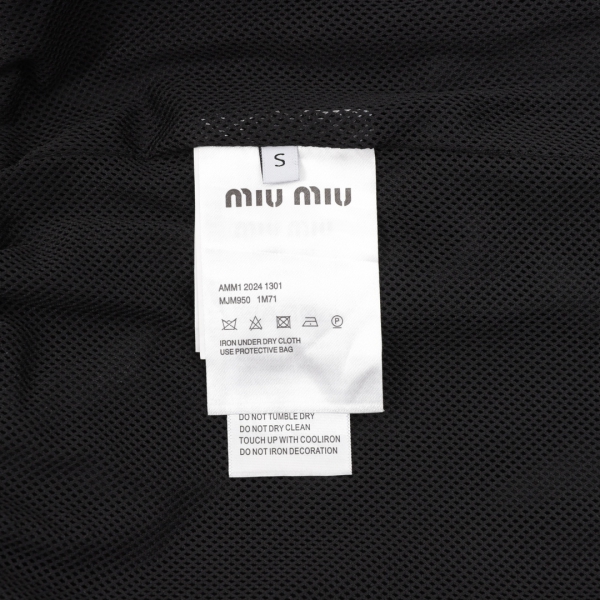 S
MIU MIU
AMM1 2024 1301
MJM950 1M71
P
IRON UNDER DRY CLOTH
USE PROTECTIVE BAG
DO NOT TUMBLE DRY
DO NOT DRY CLEAN
TOUCH UP WITH COOLIRON
DO NOT IRON DECORATION